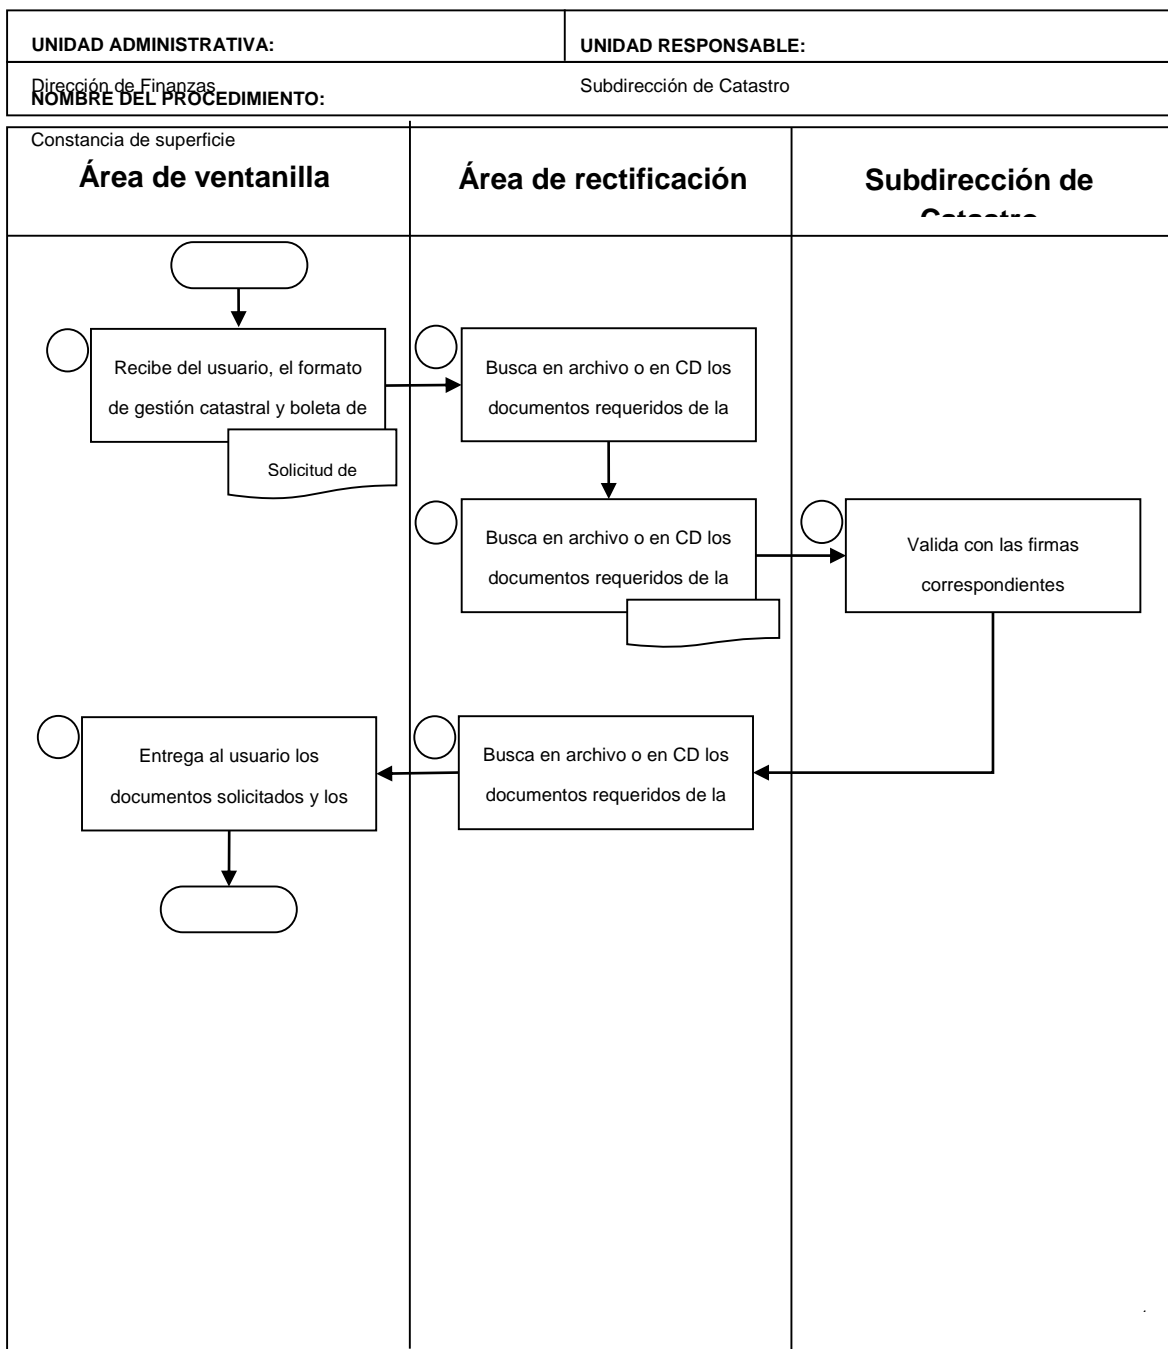 UNIDAD ADMINISTRATIVA:
UNIDAD RESPONSABLE:
Dirección de Finanzas
Subdirección de Catastro
NOMBRE DEL PROCEDIMIENTO:
Constancia de superficie
Área de ventanilla
Área de rectificación
Subdirección de
Catastro
Recibe del usuario, el formato
de gestión catastral y boleta de
Solicitud de
Busca en archivo o en CD los
documentos requeridos de la
Busca en archivo o en CD los
documentos requeridos de la
Valida con las firmas
correspondientes
Entrega al usuario los
documentos solicitados y los
Busca en archivo o en CD los
documentos requeridos de la